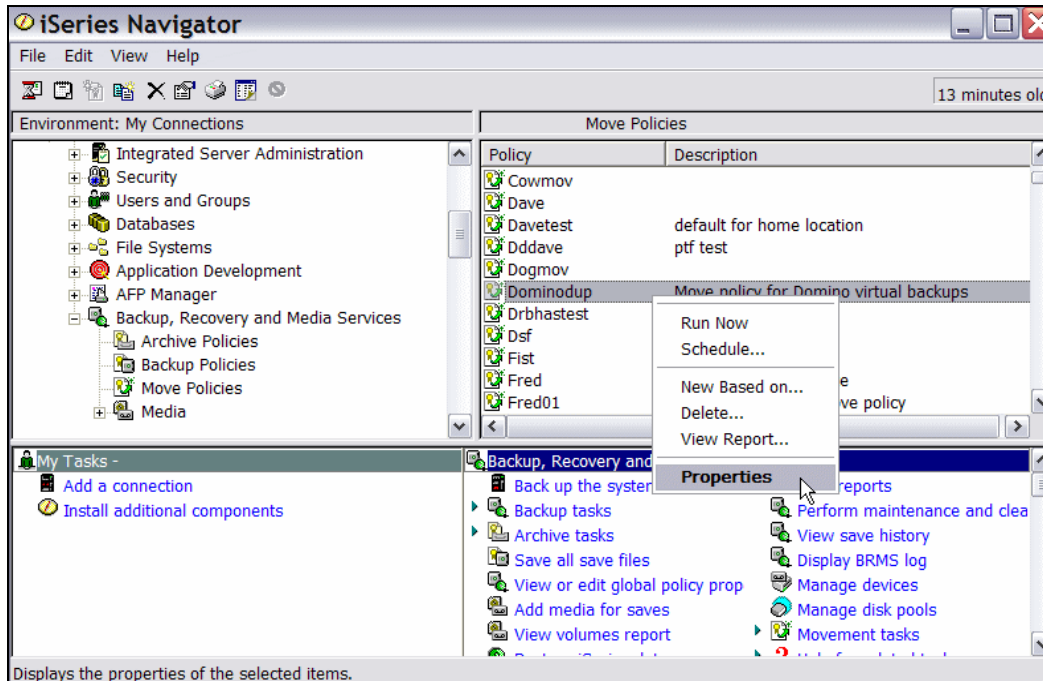 iSeries Navigator
File Edit View Help
13 minutes old
Environment: My Connections
Move Policies
Integrated Server Administration
Security
Users and Groups
Databases
File Systems
Application Development
AFP Manager
Backup, Recovery and Media Services
Archive Policies
Backup Policies
Move Policies
Media
Policy Description
Cowmov
Dave
Davetest default for home location
Dddave ptf test
Dogmov
Dominodup Move policy for Domino virtual backups
Drbhastest
Dsf
Fist
Fred e
Fred01 ve policy
Run Now
Schedule...
New Based on...
Delete...
View Report...
Properties
My Tasks -
Add a connection
Install additional components
Backup, Recovery and
Back up the system reports
Backup tasks Perform maintenance and clea
Archive tasks View save history
Save all save files Display BRMS log
View or edit global policy prop Manage devices
Add media for saves Manage disk pools
View volumes report Movement tasks
Displays the properties of the selected items.